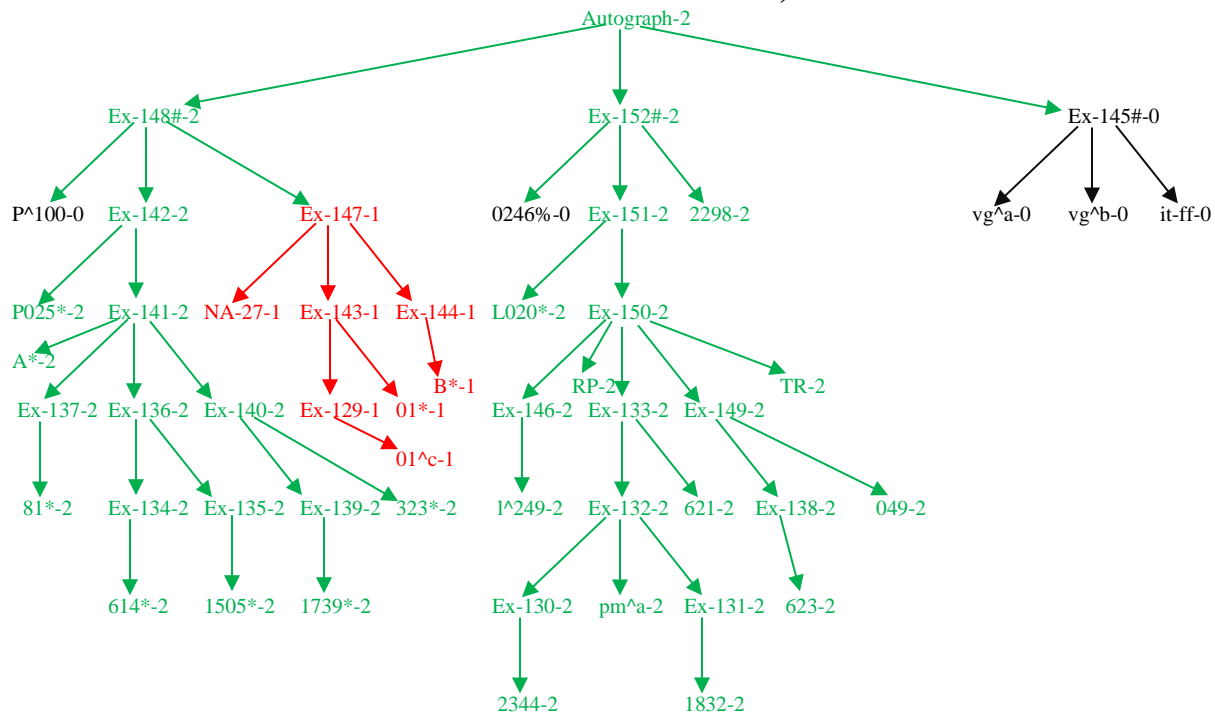 Autograph-2
Ex-148#-2 Ex-152#-2 Ex-145#-0
P^100-0 Ex-142-2 Ex-147-1 0246%-0 Ex-151-2 2298-2 vg^a-0 vg^b-0 it-ff-0
P025*-2 Ex-141-2 NA-27-1 Ex-143-1 Ex-144-1 L020*-2 Ex-150-2
A*-2 B*-1 RP-2 TR-2
Ex-137-2 Ex-136-2 Ex-140-2 Ex-129-1 01*-1 Ex-146-2 Ex-133-2 Ex-149-2
01^c-1
81*-2 Ex-134-2 Ex-135-2 Ex-139-2 323*-2 l^249-2 Ex-132-2 621-2 Ex-138-2 049-2
614*-2 1505*-2 1739*-2 Ex-130-2 pm^a-2 Ex-131-2 623-2
2344-2 1832-2